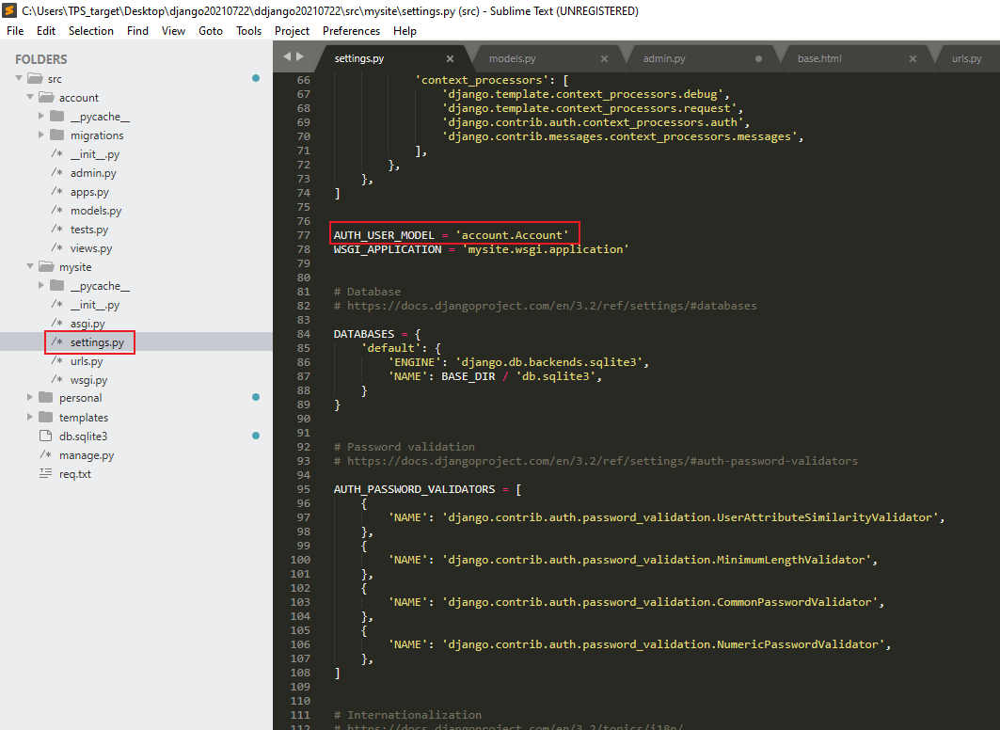 C:\Users\TPS_target\Desktop\django20210722\ddjango20210722\src\mysite\settings.py (src) - Sublime Text (UNREGISTERED)
File Edit Selection Find View Goto Tools Project Preferences Help
FOLDERS
src
account
__pycache__
migrations
/* __init__.py
/* admin.py
/* apps.py
/* models.py
/* tests.py
/* views.py
mysite
__pycache__
/* __init__.py
/* asgi.py
/* settings.py
/* urls.py
/* wsgi.py
personal
templates
db.sqlite3
/* manage.py
req.txt
settings.py models.py admin.py base.html urls.py
66 'context_processors': [
67 'django.template.context_processors.debug',
68 'django.template.context_processors.request',
69 'django.contrib.auth.context_processors.auth',
70 'django.contrib.messages.context_processors.messages',
71 ],
72 },
73 },
74 ]
75
76
77 AUTH_USER_MODEL = 'account.Account'
78 WSGI_APPLICATION = 'mysite.wsgi.application'
79
80
81 # Database
82 # https://docs.djangoproject.com/en/3.2/ref/settings/#databases
83
84 DATABASES = {
85 'default': {
86 'ENGINE': 'django.db.backends.sqlite3',
87 'NAME': BASE_DIR / 'db.sqlite3',
88 }
89 }
90
91
92 # Password validation
93 # https://docs.djangoproject.com/en/3.2/ref/settings/#auth-password-validators
94
95 AUTH_PASSWORD_VALIDATORS = [
96 {
97 'NAME': 'django.contrib.auth.password_validation.UserAttributeSimilarityValidator',
98 },
99 {
100 'NAME': 'django.contrib.auth.password_validation.MinimumLengthValidator',
101 },
102 {
103 'NAME': 'django.contrib.auth.password_validation.CommonPasswordValidator',
104 },
105 {
106 'NAME': 'django.contrib.auth.password_validation.NumericPasswordValidator',
107 },
108 ]
109
110
111 # Internationalization
112 # https://docs.djangoproject.com/en/3.2/topics/i18n/